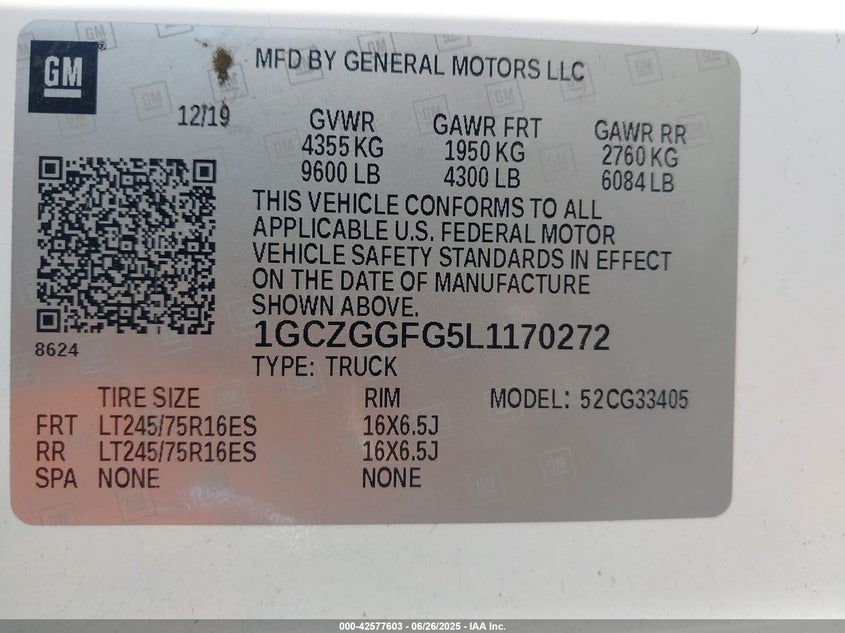 GM
MFD BY GENERAL MOTORS LLC
12/19
GVWR GAWR FRT GAWR RR
4355 KG 1950 KG 2760 KG
9600 LB 4300 LB 6084 LB
THIS VEHICLE CONFORMS TO ALL
APPLICABLE U.S. FEDERAL MOTOR
VEHICLE SAFETY STANDARDS IN EFFECT
ON THE DATE OF MANUFACTURE
SHOWN ABOVE.
8624
1GCZGGFG5L1170272
TYPE: TRUCK
TIRE SIZE RIM MODEL: 52CG33405
FRT LT245/75R16ES 16X6.5J
RR LT245/75R16ES 16X6.5J
SPA NONE NONE
000-42577603 / 06/26/2025 - IAA Inc.